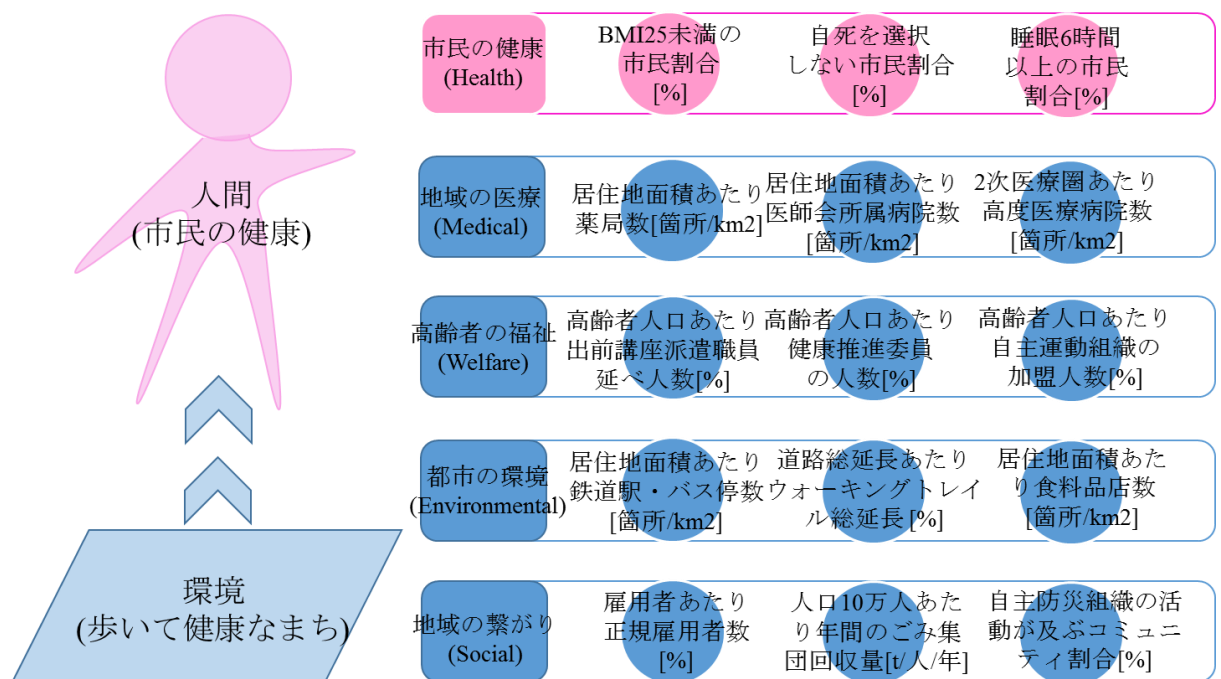 人間
(市民の健康)
環境
(歩いて健康なまち)
市民の健康
(Health)
BMI25未満の
市民割合
[%]
自死を選択
しない市民割合
[%]
睡眠6時間
以上の市民
割合[%]
地域の医療
(Medical)
居住地面積あたり
薬局数[箇所/km2]
居住地面積あたり
医師会所属病院数
[箇所/km2]
2次医療圏あたり
高度医療病院数
[箇所/km2]
高齢者の福祉
(Welfare)
高齢者人口あたり
出前講座派遣職員
延べ人数[%]
高齢者人口あたり
健康推進委員
の人数[%]
高齢者人口あたり
自主運動組織の
加盟人数[%]
都市の環境
(Environmental)
居住地面積あたり
鉄道駅・バス停数
[箇所/km2]
道路総延長あたり
ウォーキングトレイ
ル総延長[%]
居住地面積あた
り食料品店数
[箇所/km2]
地域の繋がり
(Social)
雇用者あたり
正規雇用者数
[%]
人口10万人あた
り年間のごみ集
団回収量[t/人/年]
自主防災組織の活
動が及ぶコミュニ
ティ割合[%]